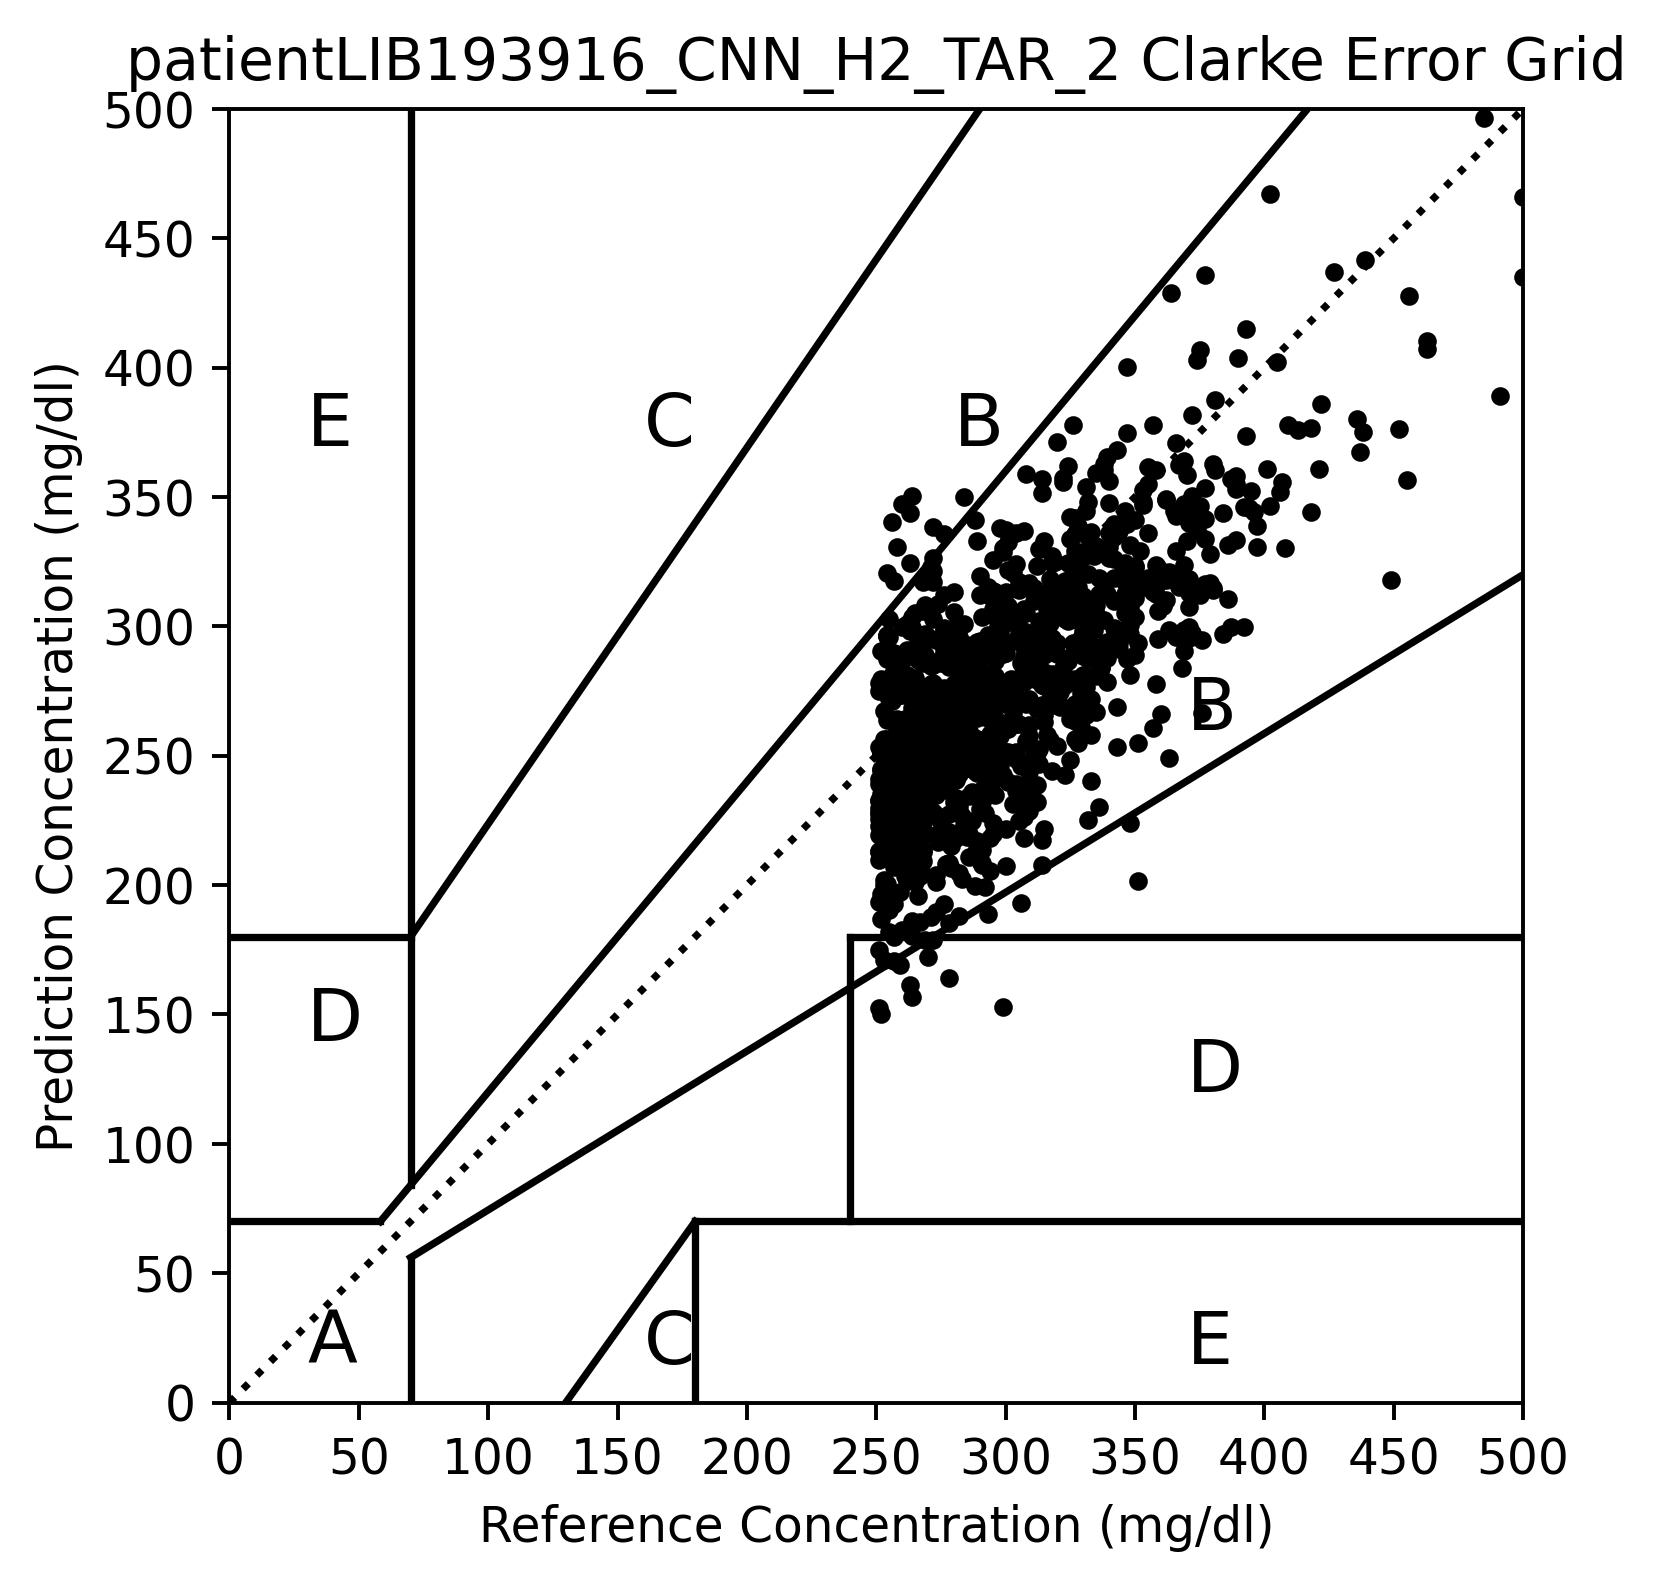 patientLIB193916_CNN_H2_TAR_2 Clarke Error Grid
500
450
400
350
300
250
200
150
100
50
0
Prediction Concentration (mg/dl)
E
C
B
B
D
D
A
C
E
0 50 100 150 200 250 300 350 400 450 500
Reference Concentration (mg/dl)